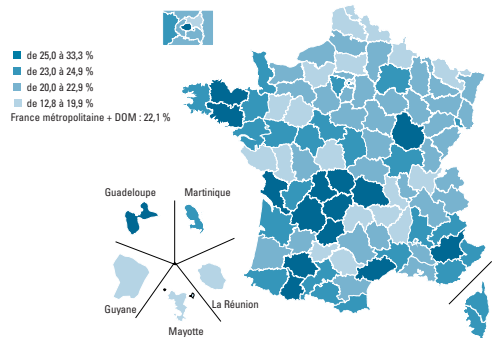 de 25,0 à 33,3 %
de 23,0 à 24,9 %
de 20,0 à 22,9 %
de 12,8 à 19,9 %
France métropolitaine + DOM : 22,1 %
Guadeloupe
Martinique
Guyane
La Réunion
Mayotte